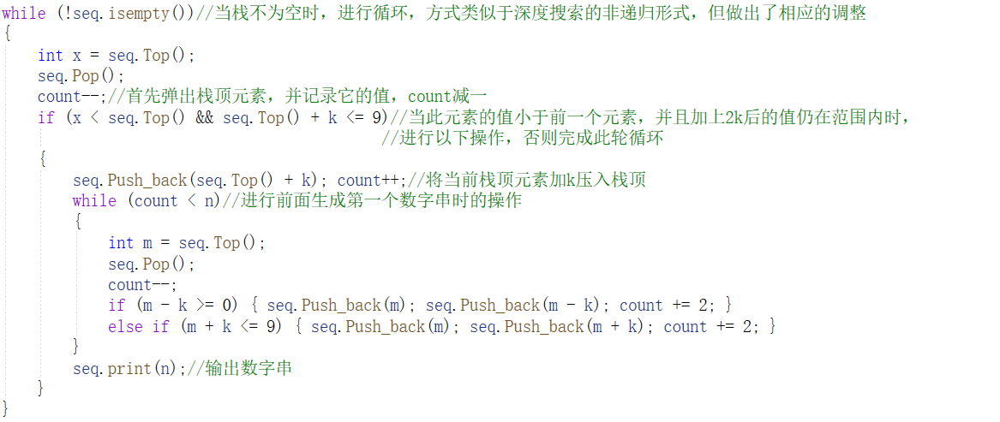 while (!seq.isempty())//当栈不为空时，进行循环，方式类似于深度搜索的非递归形式，但做出了相应的调整
{
int x = seq.Top();
seq.Pop();
count--;//首先弹出栈顶元素，并记录它的值，count减一
if (x < seq.Top() && seq.Top() + k <= 9)//当此元素的值小于前一个元素，并且加上2k后的值仍在范围内时，
//进行以下操作，否则完成此轮循环
{
seq.Push_back(seq.Top() + k); count++;//将当前栈顶元素加k压入栈顶
while (count < n)//进行前面生成第一个数字串时的操作
{
int m = seq.Top();
seq.Pop();
count--;
if (m - k >= 0) { seq.Push_back(m); seq.Push_back(m - k); count += 2; }
else if (m + k <= 9) { seq.Push_back(m); seq.Push_back(m + k); count += 2; }
}
seq.print(n);//输出数字串
}
}